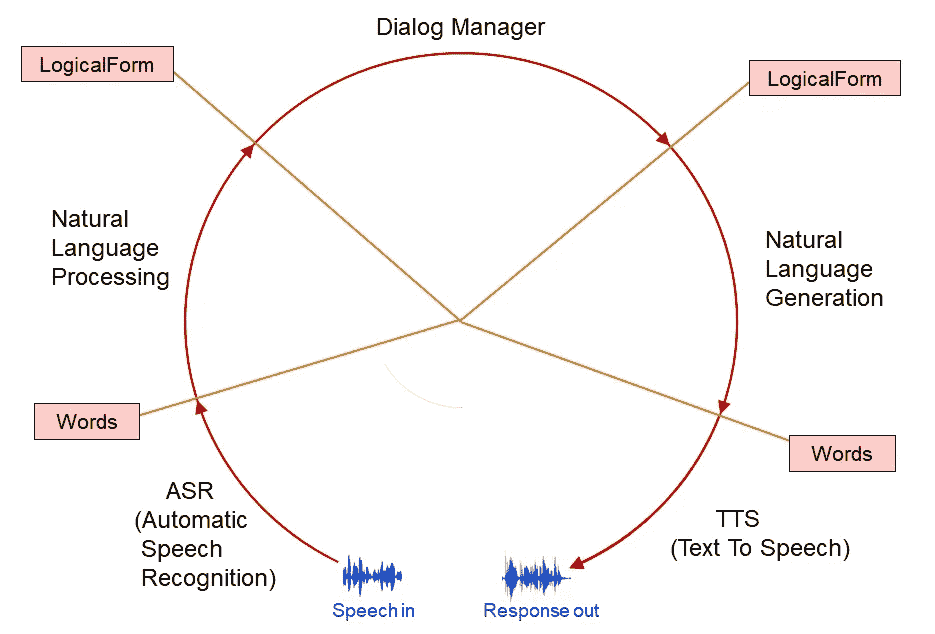 Dialog Manager
LogicalForm
LogicalForm
Natural
Language
Processing
Natural
Language
Generation
Words
Words
ASR
(Automatic
Speech
Recognition)
TTS
(Text To Speech)
Speech in
Response out